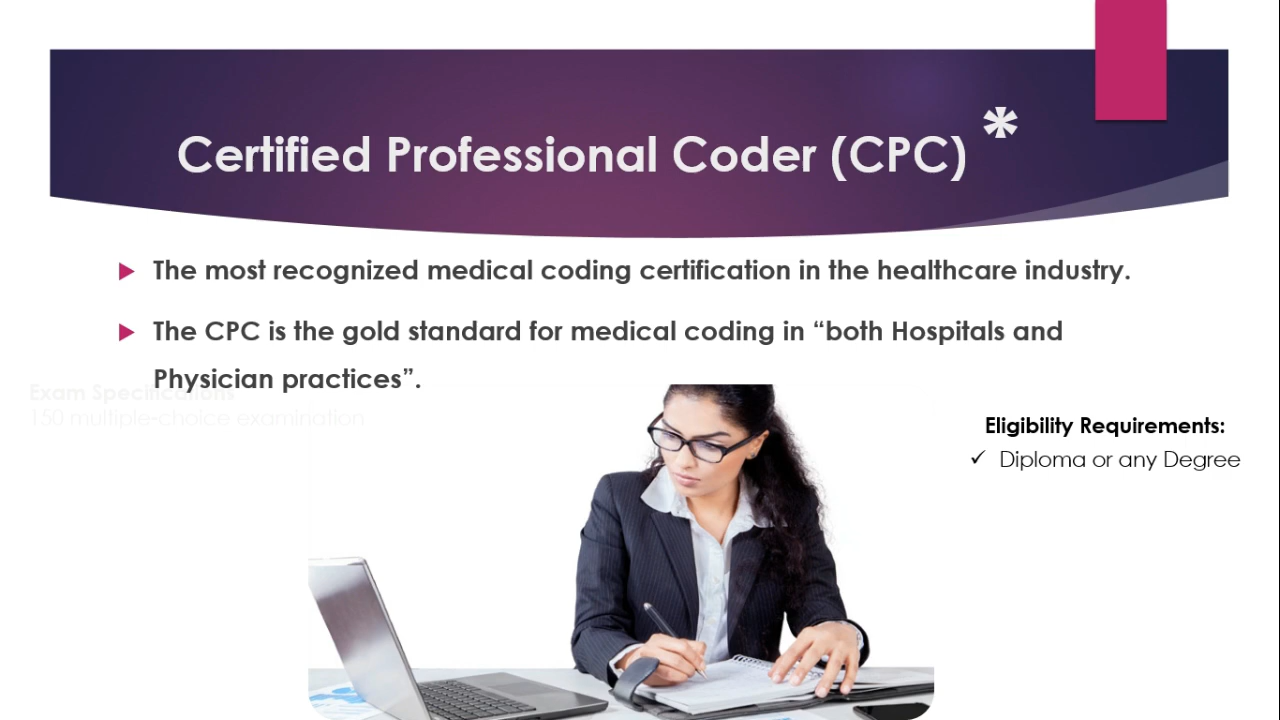 Certified Professional Coder (CPC) *
The most recognized medical coding certification in the healthcare industry.
The CPC is the gold standard for medical coding in “both Hospitals and
Physician practices”.
Exam Specifications
150 multiple-choice examination
Eligibility Requirements:
✓ Diploma or any Degree